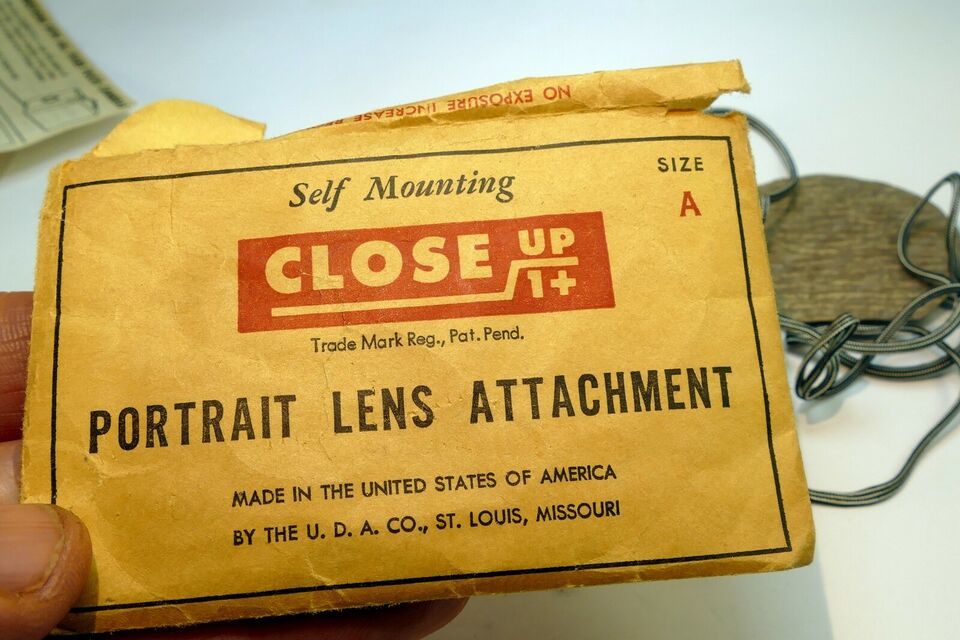 NO EXPOSURE INCREASE
Self Mounting
SIZE
A
CLOSE UP
1+
Trade Mark Reg., Pat. Pend.
PORTRAIT LENS ATTACHMENT
MADE IN THE UNITED STATES OF AMERICA
BY THE U. D. A. CO., ST. LOUIS, MISSOURI